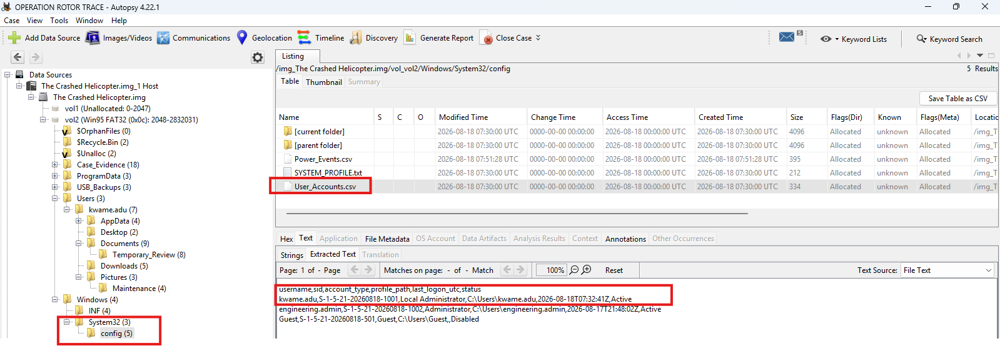 OPERATION ROTOR TRACE - Autopsy 4.22.1
Case View Tools Window Help
Add Data Source Images/Videos Communications Geolocation Timeline Discovery Generate Report Close Case 5 Keyword Lists Keyword Search
Data Sources
The Crashed Helicopter.img_1 Host
The Crashed Helicopter.img
vol1 (Unallocated: 0-2047)
vol2 (Win95 FAT32 (0x0c): 2048-2832031)
$OrphanFiles (0)
$Recycle.Bin (2)
$Unalloc (2)
Case_Evidence (18)
ProgramData (3)
USB_Backups (3)
Users (3)
kwame.adu (7)
AppData (4)
Desktop (2)
Documents (9)
Temporary_Review (8)
Downloads (5)
Pictures (3)
Maintenance (4)
Windows (4)
INF (4)
System32 (3)
config (5)
Listing
/img_The Crashed Helicopter.img/vol_vol2/Windows/System32/config 5 Results
Table Thumbnail Summary
Save Table as CSV
Name S C O Modified Time Change Time Access Time Created Time Size Flags(Dir) Known Flags(Meta) Locatio
[current folder] 2026-08-18 07:30:00 UTC 0000-00-00 00:00:00 2026-08-18 00:00:00 UTC 2026-08-18 07:30:00 UTC 4096 Allocated unknown Allocated /img_T
[parent folder] 2026-08-18 07:30:00 UTC 0000-00-00 00:00:00 2026-08-18 00:00:00 UTC 2026-08-18 07:30:00 UTC 4096 Allocated unknown Allocated /img_T
Power_Events.csv 2026-08-18 07:51:28 UTC 0000-00-00 00:00:00 2026-08-18 00:00:00 UTC 2026-08-18 07:51:28 UTC 395 Allocated unknown Allocated /img_T
SYSTEM_PROFILE.txt 2026-08-18 07:30:00 UTC 0000-00-00 00:00:00 2026-08-18 00:00:00 UTC 2026-08-18 07:30:00 UTC 212 Allocated unknown Allocated /img_T
User_Accounts.csv 2026-08-18 07:30:00 UTC 0000-00-00 00:00:00 2026-08-18 00:00:00 UTC 2026-08-18 07:30:00 UTC 334 Allocated unknown Allocated /img_T
Hex Text Application File Metadata OS Account Data Artifacts Analysis Results Context Annotations Other Occurrences
Strings Extracted Text Translation
Page: 1 of - Page Matches on page: - of - Match 100% Reset Text Source: File Text
username,sid,account_type,profile_path,last_logon_utc,status
kwame.adu,S-1-5-21-20260818-1001,Local Administrator,C:\Users\kwame.adu,2026-08-18T07:32:41Z,Active
engineering.admin,S-1-5-21-20260818-1002,Administrator,C:\Users\engineering.admin,2026-08-17T21:48:02Z,Active
Guest,S-1-5-21-20260818-501,Guest,C:\Users\Guest,,Disabled